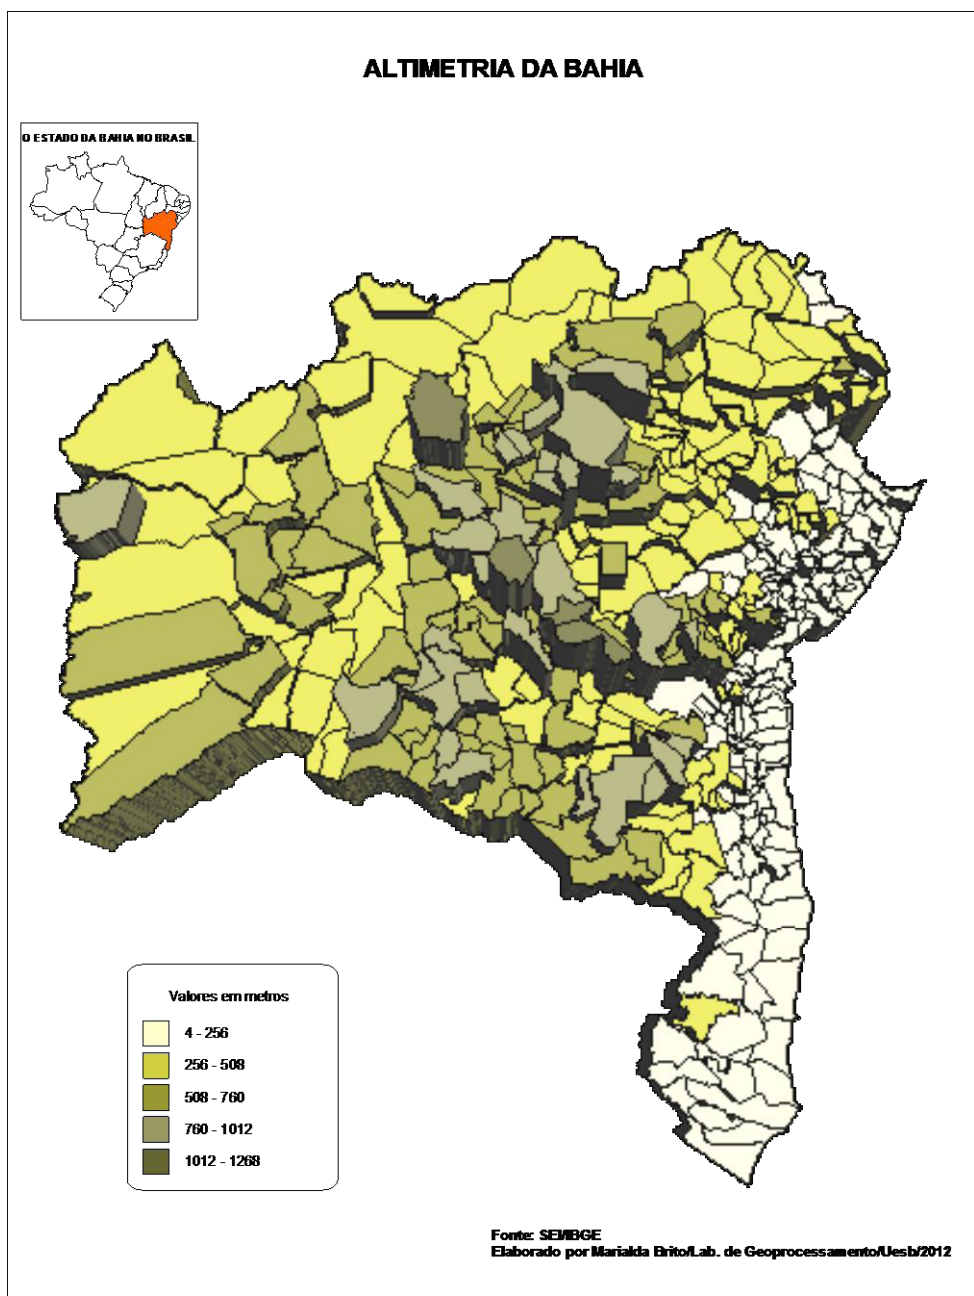 ALTIMETRIA DA BAHIA
O ESTADO DA BAHIA NO BRASIL
Valores em metros
4 - 256
256 - 508
508 - 760
760 - 1012
1012 - 1268
Fonte: SEI/IBGE
Elaborado por Marialda Brito/Lab. de Geoprocessamento/Uesb/2012